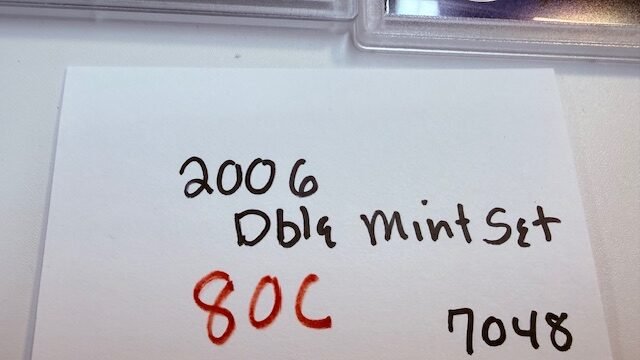 2006
Dble Mint Set
80C
7048